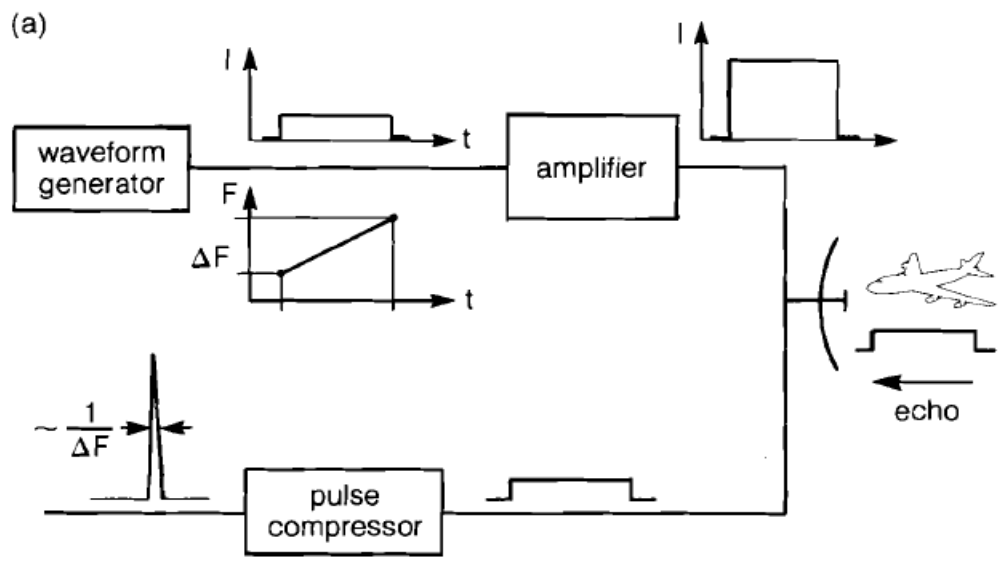 (a)
I
I
t
waveform
generator
amplifier
F
ΔF
t
echo
~ 1/ΔF
pulse
compressor